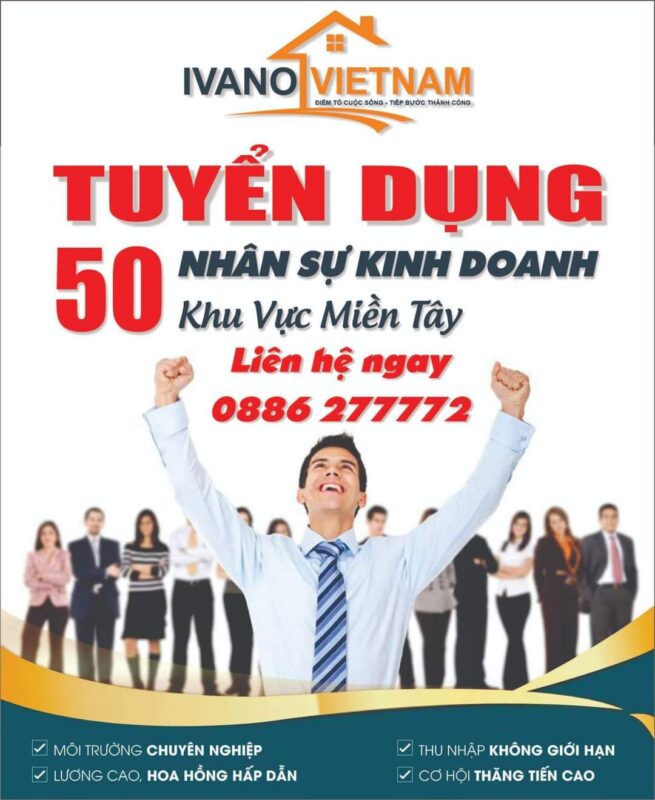 IVANO VIETNAM
ĐIỂM TÔ CUỘC SỐNG - TIẾP BƯỚC THÀNH CÔNG
TUYỂN DỤNG
50 NHÂN SỰ KINH DOANH
Khu Vực Miền Tây
Liên hệ ngay
0886 277772
MÔI TRƯỜNG CHUYÊN NGHIỆP
LƯƠNG CAO, HOA HỒNG HẤP DẪN
THU NHẬP KHÔNG GIỚI HẠN
CƠ HỘI THĂNG TIẾN CAO